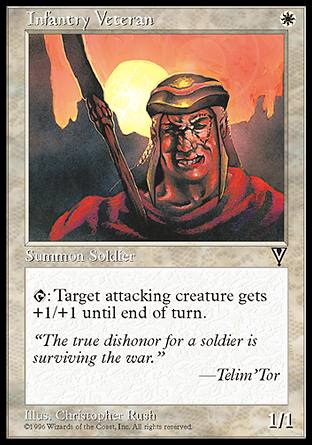 Infantry Veteran
Summon Soldier
: Target attacking creature gets
+1/+1 until end of turn.
“The true dishonor for a soldier is
surviving the war.”
—Telim’Tor
Illus. Christopher Rush
©1996 Wizards of the Coast, Inc. All rights reserved.
1/1